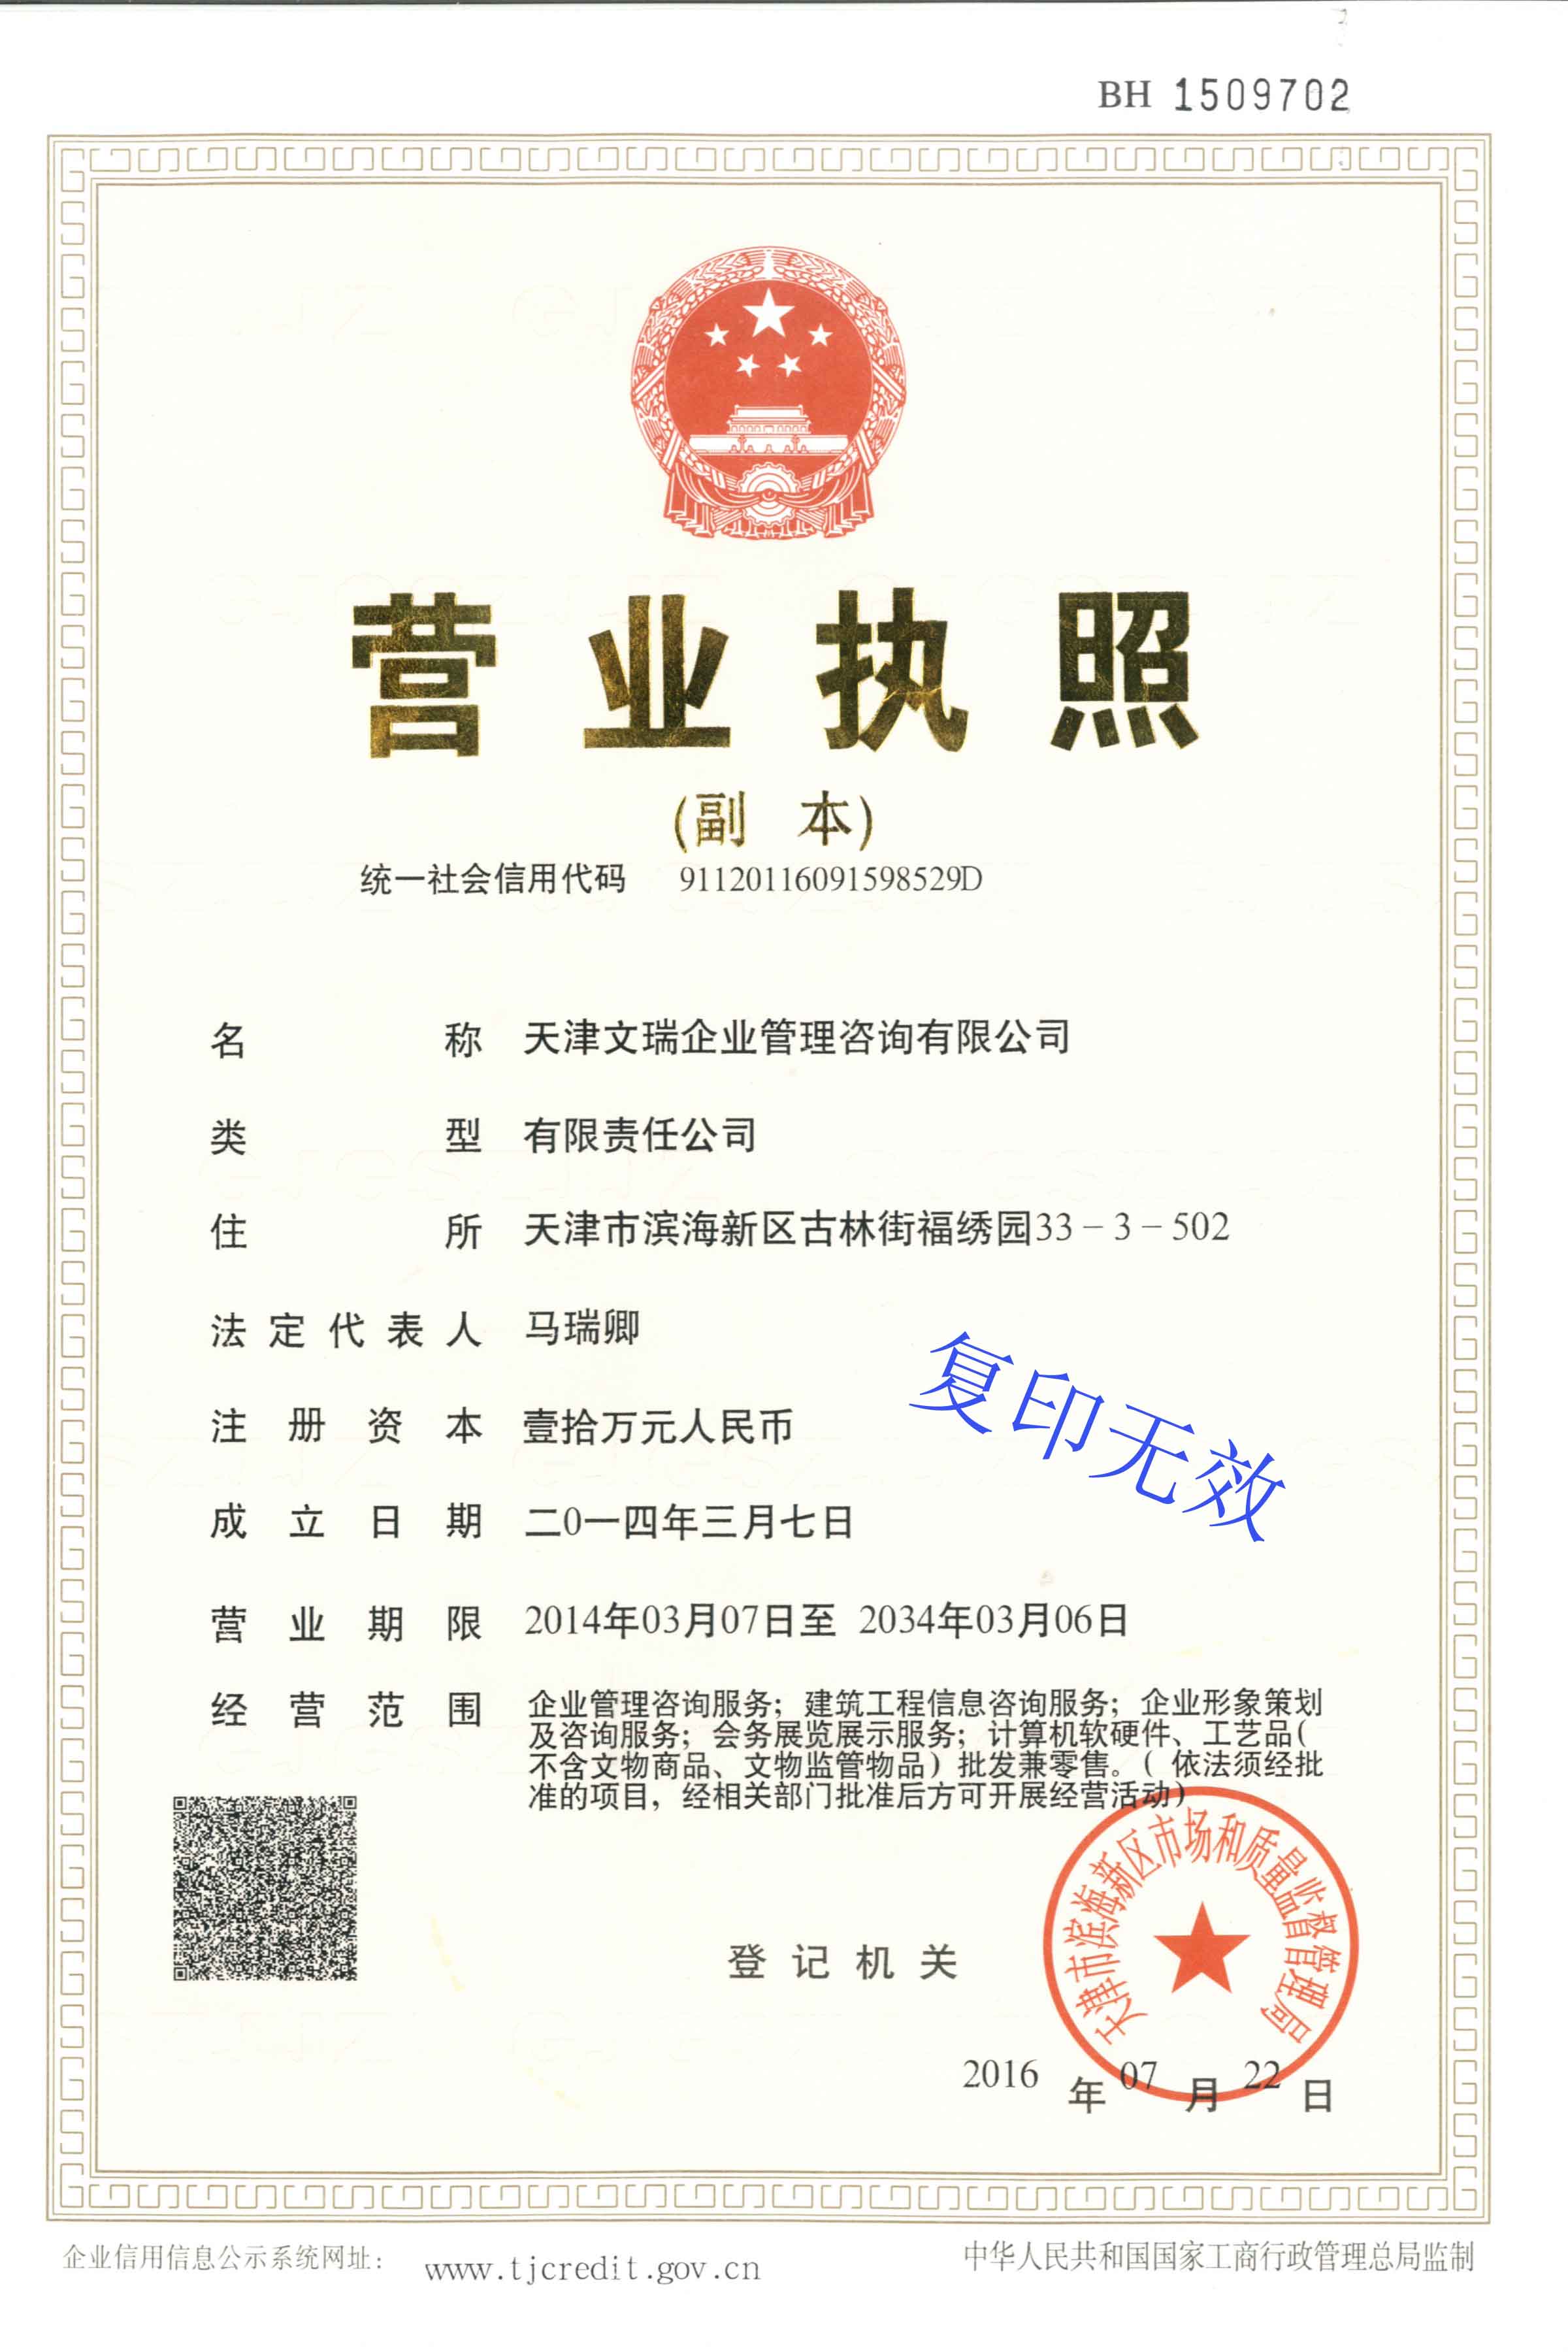 BH 1509702
营业执照
(副 本)
统一社会信用代码 91120116091598529D
名称 天津文瑞企业管理咨询有限公司
类型 有限责任公司
住所 天津市滨海新区古林街福绣园33－3－502
法定代表人 马瑞卿
注册资本 壹拾万元人民币
成立日期 二0一四年三月七日
营业期限 2014年03月07日至 2034年03月06日
经营范围 企业管理咨询服务；建筑工程信息咨询服务；企业形象策划
及咨询服务；会务展览展示服务；计算机软硬件、工艺品（
不含文物商品、文物监管物品）批发兼零售。（依法须经批
准的项目，经相关部门批准后方可开展经营活动）
复印无效
登记机关
天津市滨海新区市场和质量监督管理局
2016 年 07 月 22 日
企业信用信息公示系统网址： www.tjcredit.gov.cn
中华人民共和国国家工商行政管理总局监制